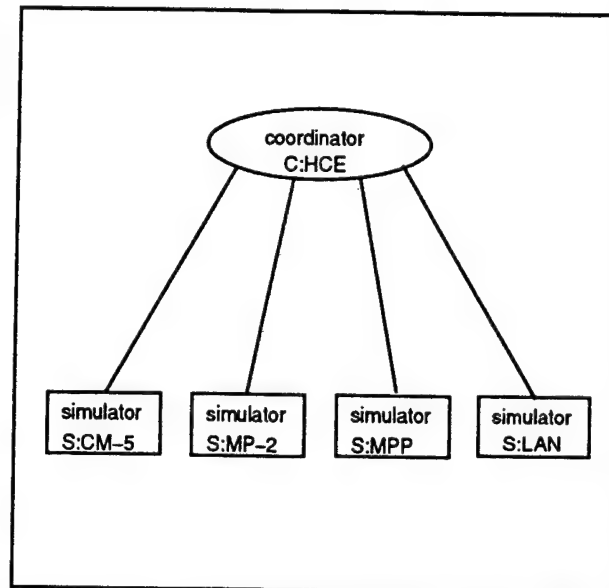 coordinator
C:HCE
simulator
S:CM–5
simulator
S:MP–2
simulator
S:MPP
simulator
S:LAN